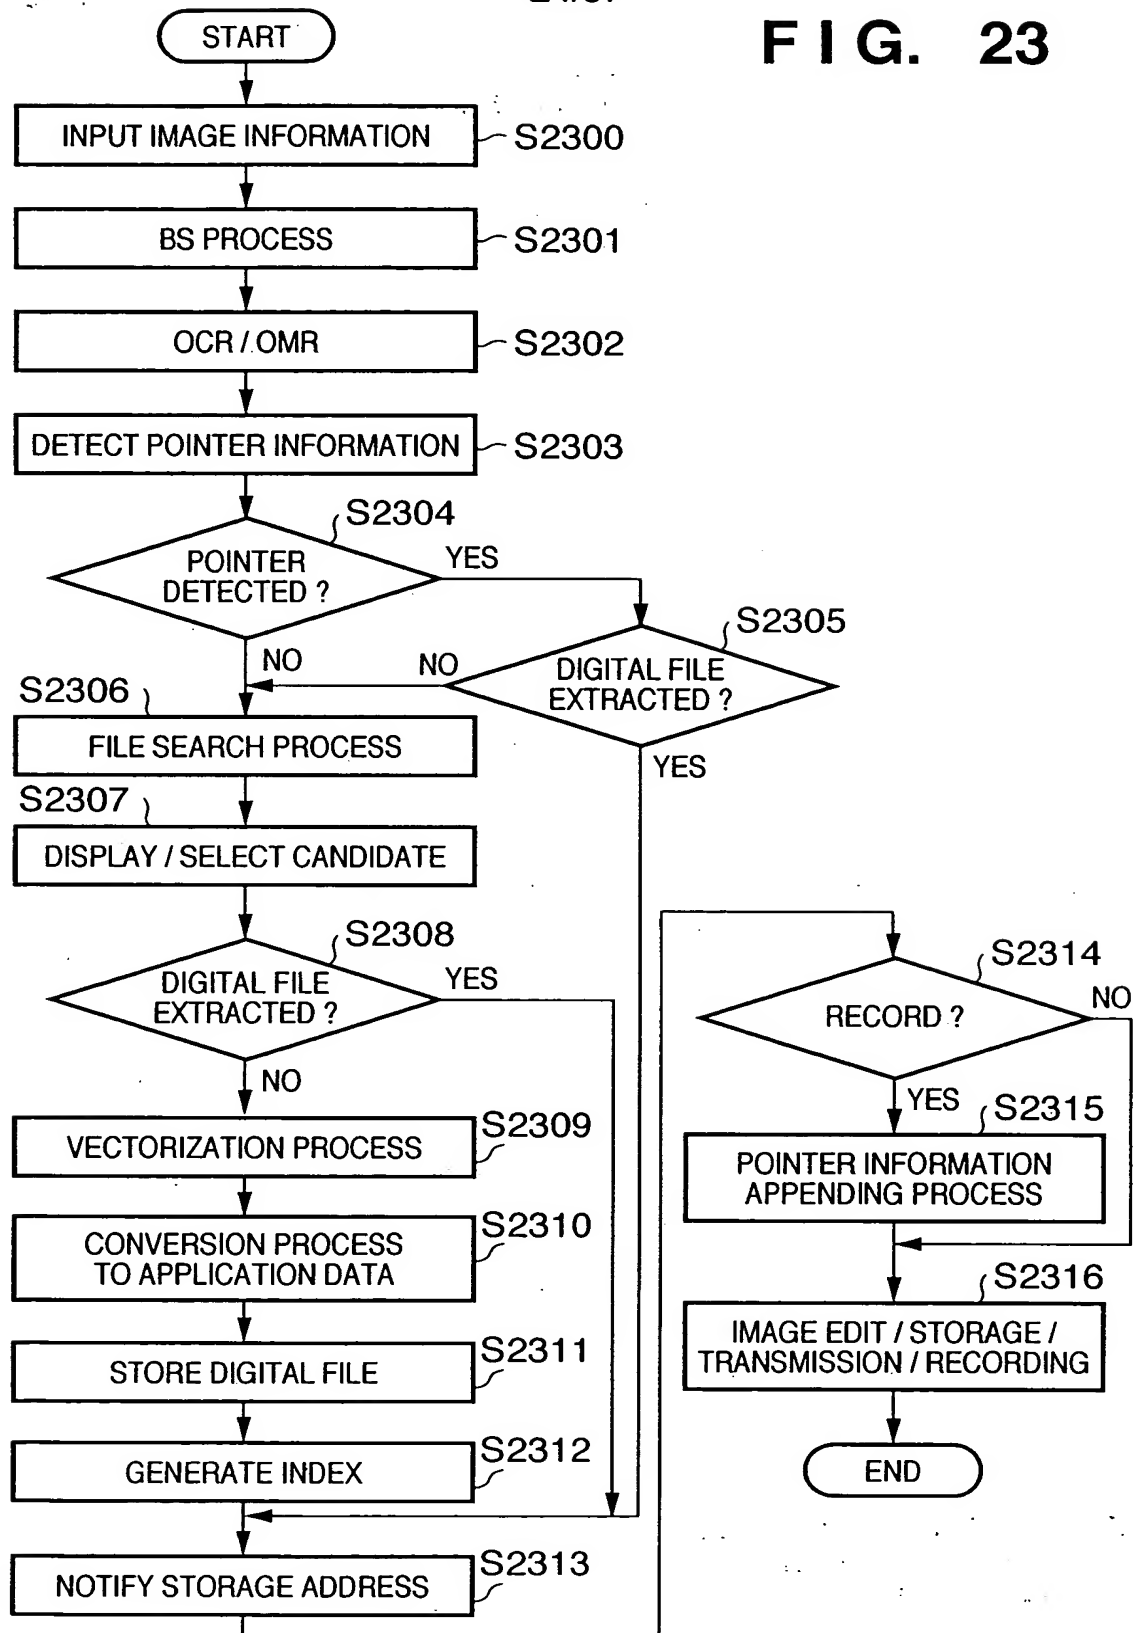 FIG. 23
START
INPUT IMAGE INFORMATION
S2300
BS PROCESS
S2301
OCR / OMR
S2302
DETECT POINTER INFORMATION
S2303
S2304
POINTER
DETECTED ?
YES
NO
S2305
DIGITAL FILE
EXTRACTED ?
NO
YES
S2306
FILE SEARCH PROCESS
S2307
DISPLAY / SELECT CANDIDATE
S2308
DIGITAL FILE
EXTRACTED ?
YES
NO
S2309
VECTORIZATION PROCESS
S2310
CONVERSION PROCESS
TO APPLICATION DATA
S2311
STORE DIGITAL FILE
S2312
GENERATE INDEX
S2313
NOTIFY STORAGE ADDRESS
S2314
RECORD ?
NO
YES
S2315
POINTER INFORMATION
APPENDING PROCESS
S2316
IMAGE EDIT / STORAGE /
TRANSMISSION / RECORDING
END